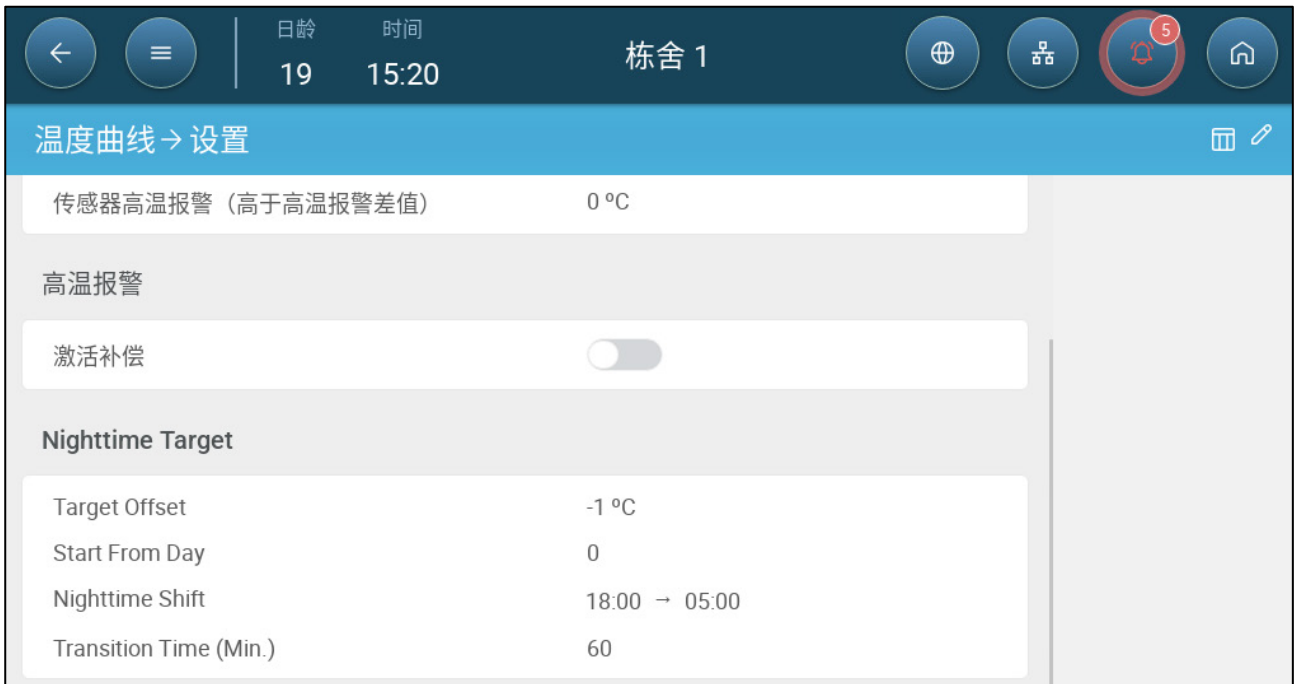 日龄 时间
19 15:20
栋舍 1
5
温度曲线→设置
传感器高温报警（高于高温报警差值） 0 ºC
高温报警
激活补偿
Nighttime Target
Target Offset -1 ºC
Start From Day 0
Nighttime Shift 18:00 → 05:00
Transition Time (Min.) 60